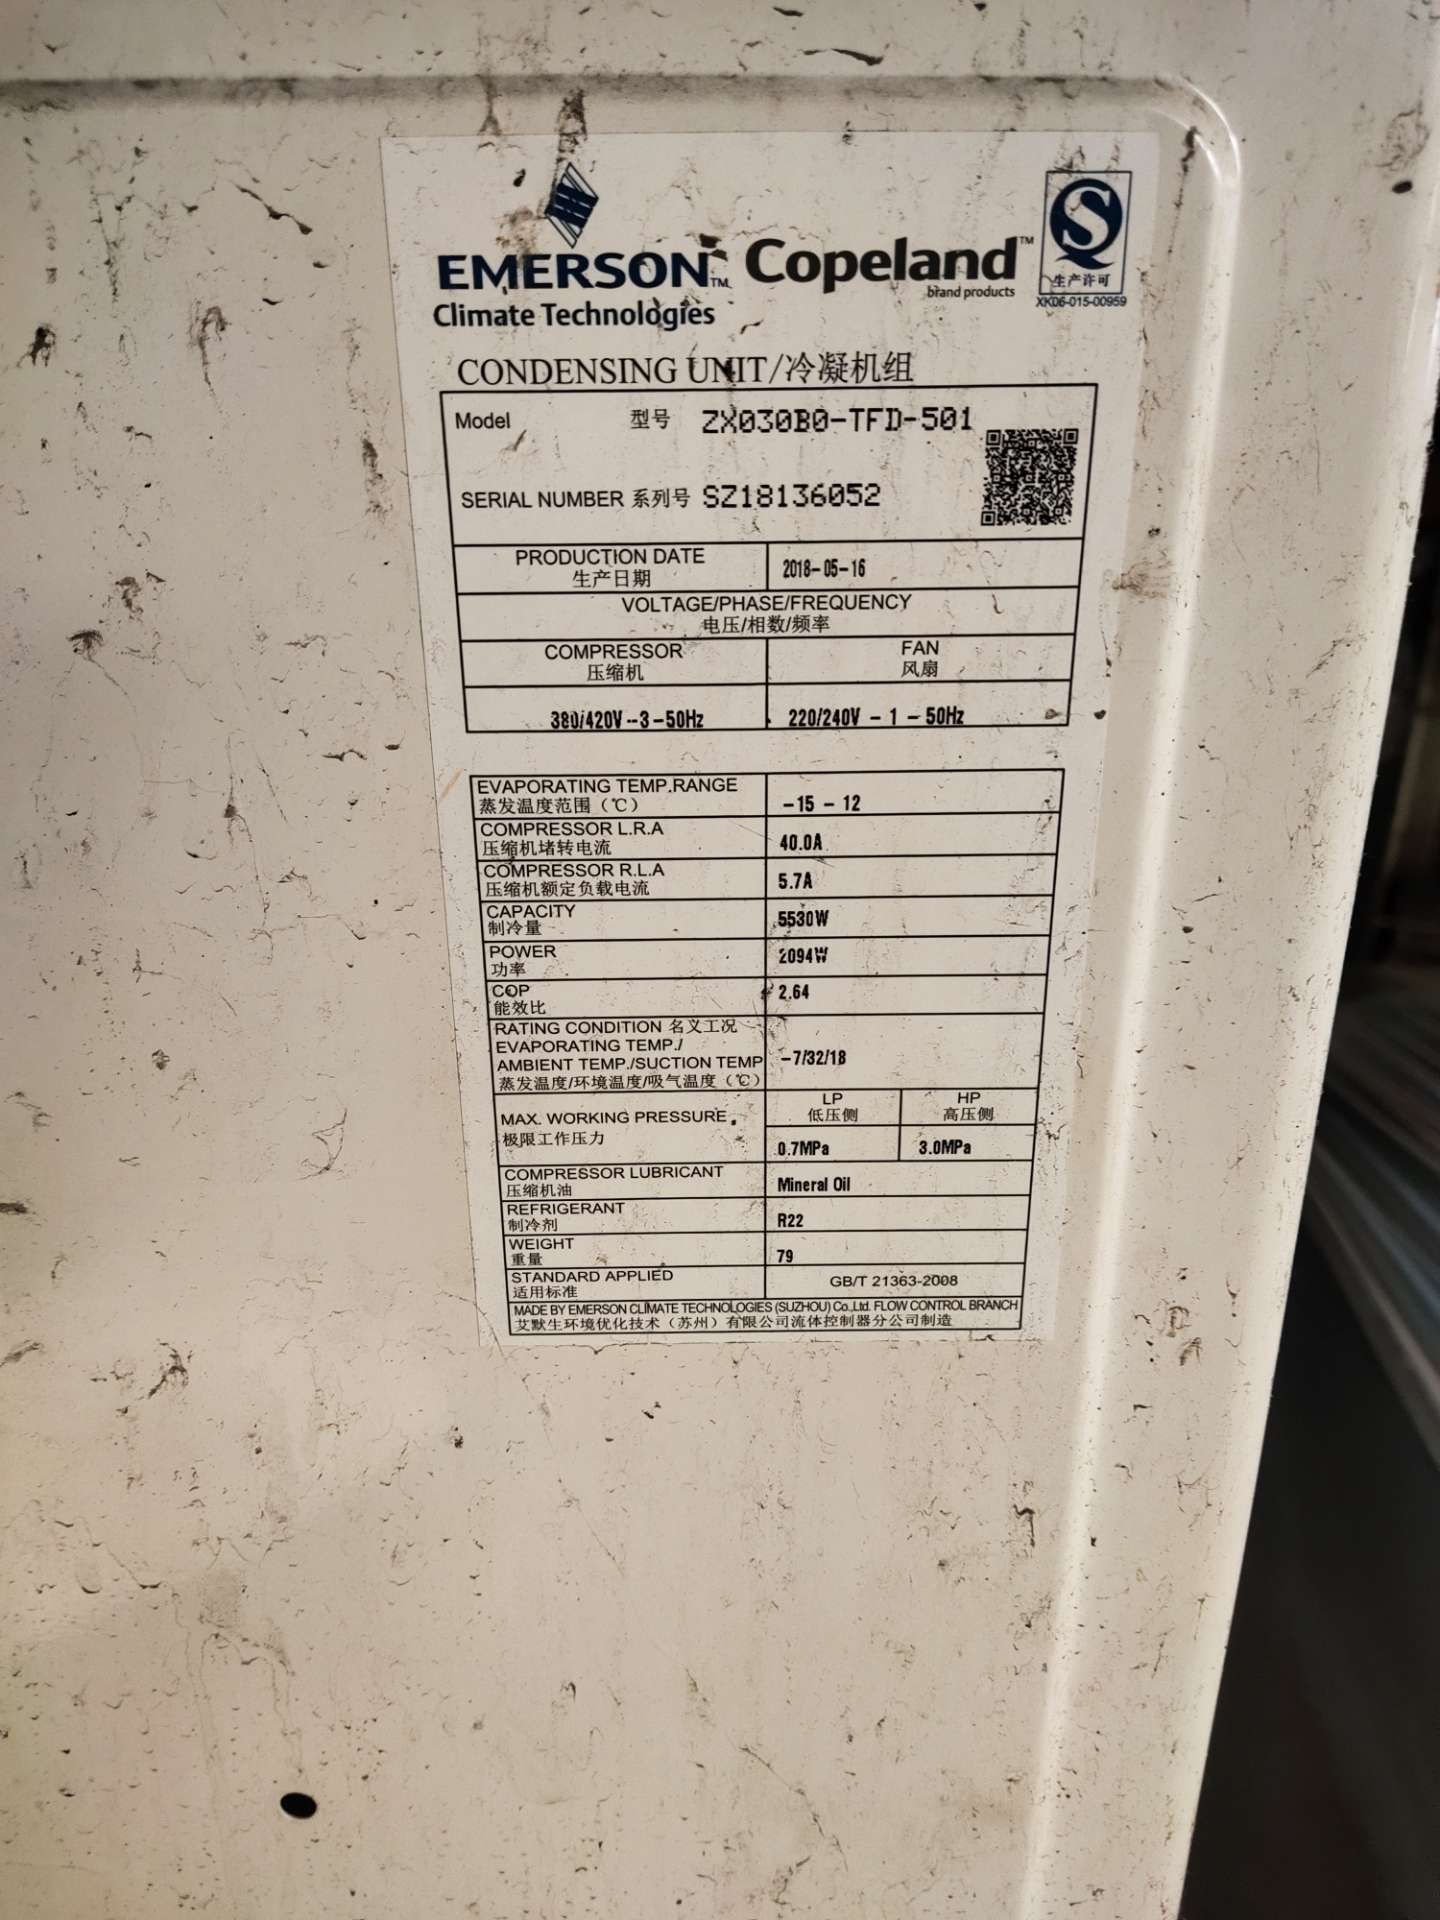 EMERSON™ Copeland™
brand products
Climate Technologies
S
生产许可
XK06-015-00959
CONDENSING UNIT/冷凝机组
Model 型号 ZX030B0-TFD-501
SERIAL NUMBER 系列号 SZ18136052
PRODUCTION DATE 2018-05-16
生产日期
VOLTAGE/PHASE/FREQUENCY
电压/相数/频率
COMPRESSOR FAN
压缩机 风扇
380/420V--3-50Hz 220/240V - 1 - 50Hz
EVAPORATING TEMP.RANGE
蒸发温度范围（℃） -15 - 12
COMPRESSOR L.R.A
压缩机堵转电流 40.0A
COMPRESSOR R.L.A
压缩机额定负载电流 5.7A
CAPACITY
制冷量 5530W
POWER
功率 2094W
COP
能效比 2.64
RATING CONDITION 名义工况
EVAPORATING TEMP./
AMBIENT TEMP./SUCTION TEMP -7/32/18
蒸发温度/环境温度/吸气温度（℃）
LP HP
低压侧 高压侧
MAX. WORKING PRESSURE
极限工作压力 0.7MPa 3.0MPa
COMPRESSOR LUBRICANT
压缩机油 Mineral Oil
REFRIGERANT
制冷剂 R22
WEIGHT
重量 79
STANDARD APPLIED GB/T 21363-2008
适用标准
MADE BY EMERSON CLIMATE TECHNOLOGIES (SUZHOU) Co.,Ltd. FLOW CONTROL BRANCH
艾默生环境优化技术（苏州）有限公司流体控制器分公司制造